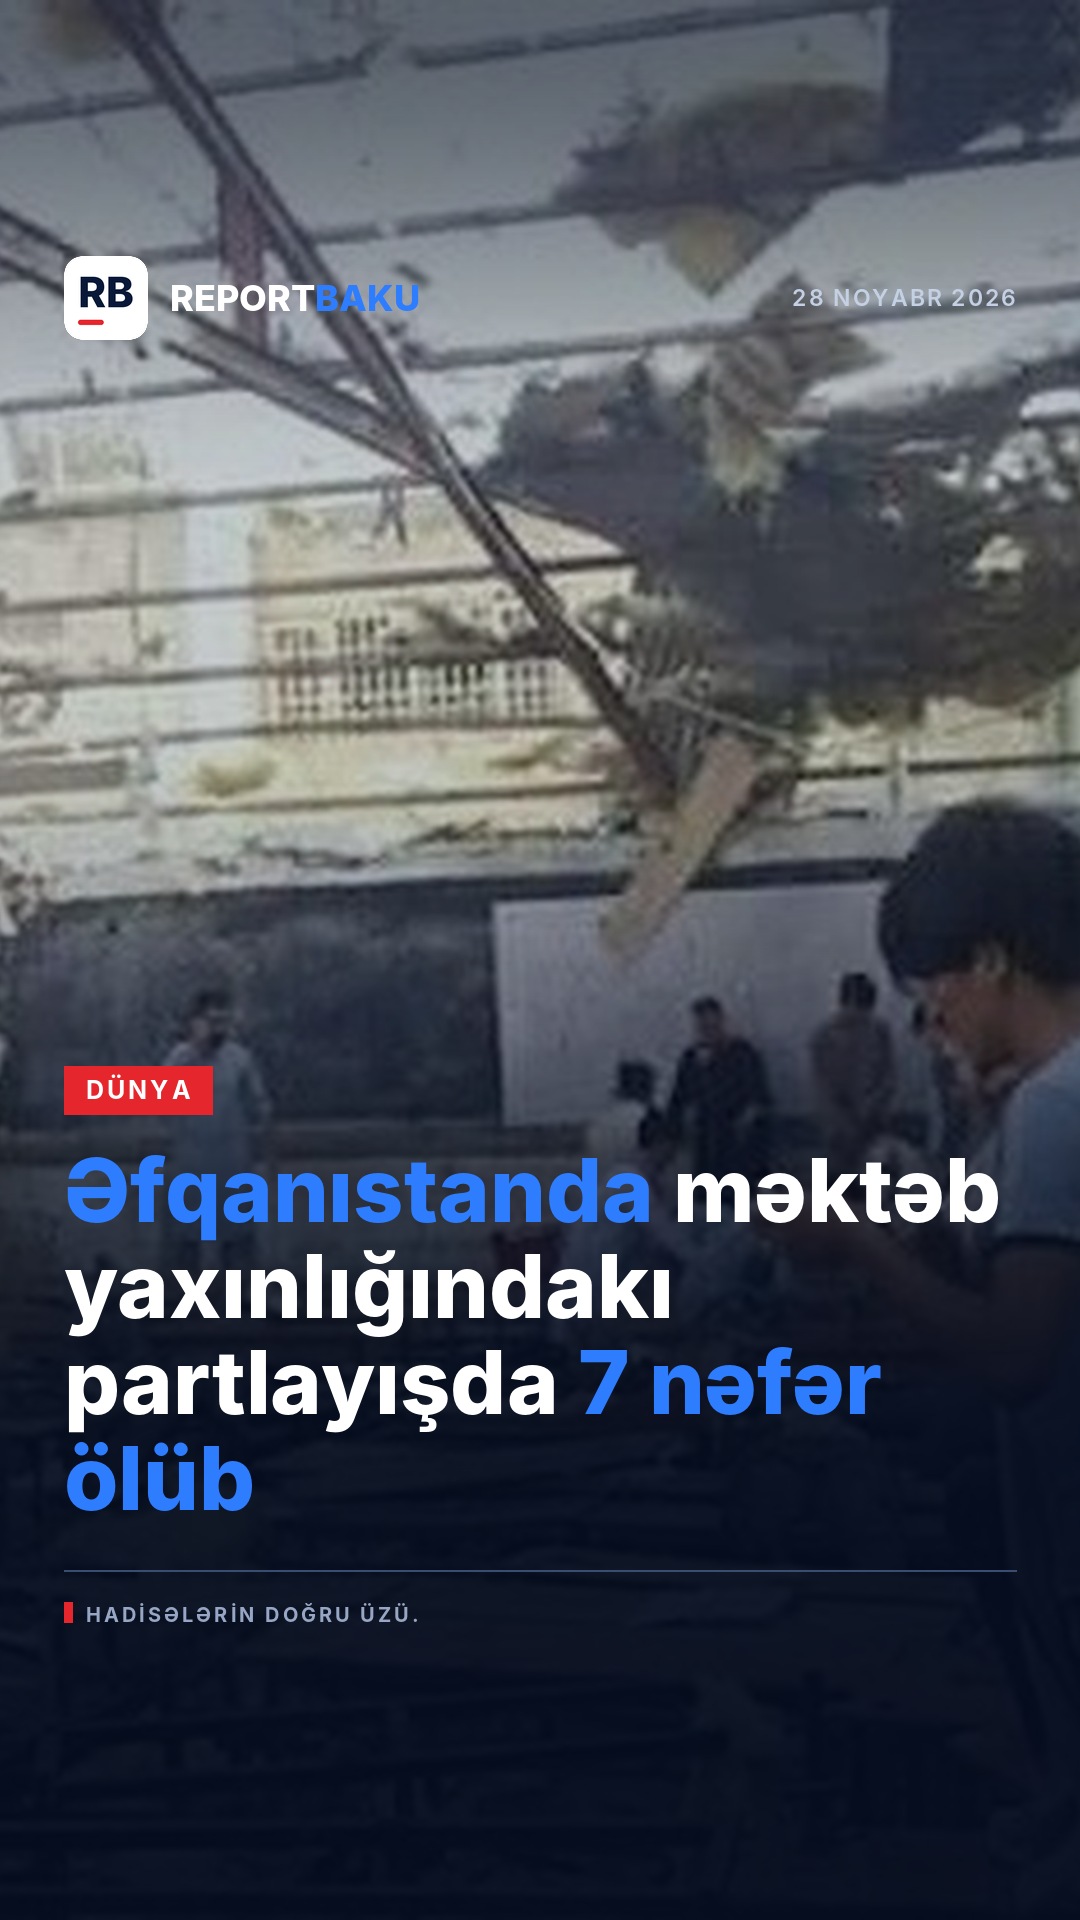 RB
REPORTBAKU
28 NOYABR 2026
DÜNYA
Əfqanıstanda məktəb
yaxınlığındakı
partlayışda 7 nəfər
ölüb
HADİSƏLƏRİN DOĞRU ÜZÜ.